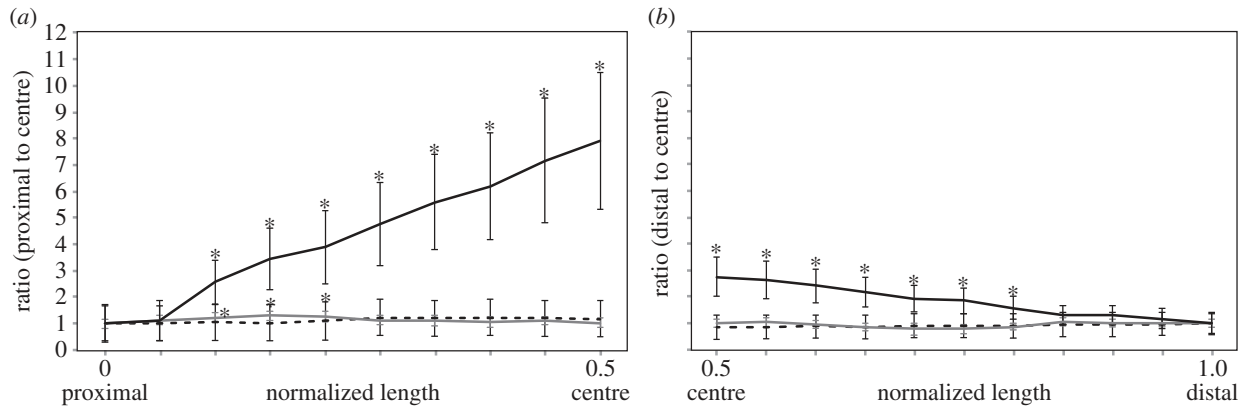 (a)
12
11
10
9
8
7
6
5
4
3
2
1
0
ratio (proximal to centre)
* * * * * * * * *
* * *
0 0.5
proximal normalized length centre
(b)
ratio (distal to centre)
* * * * * * *
0.5 1.0
centre normalized length distal